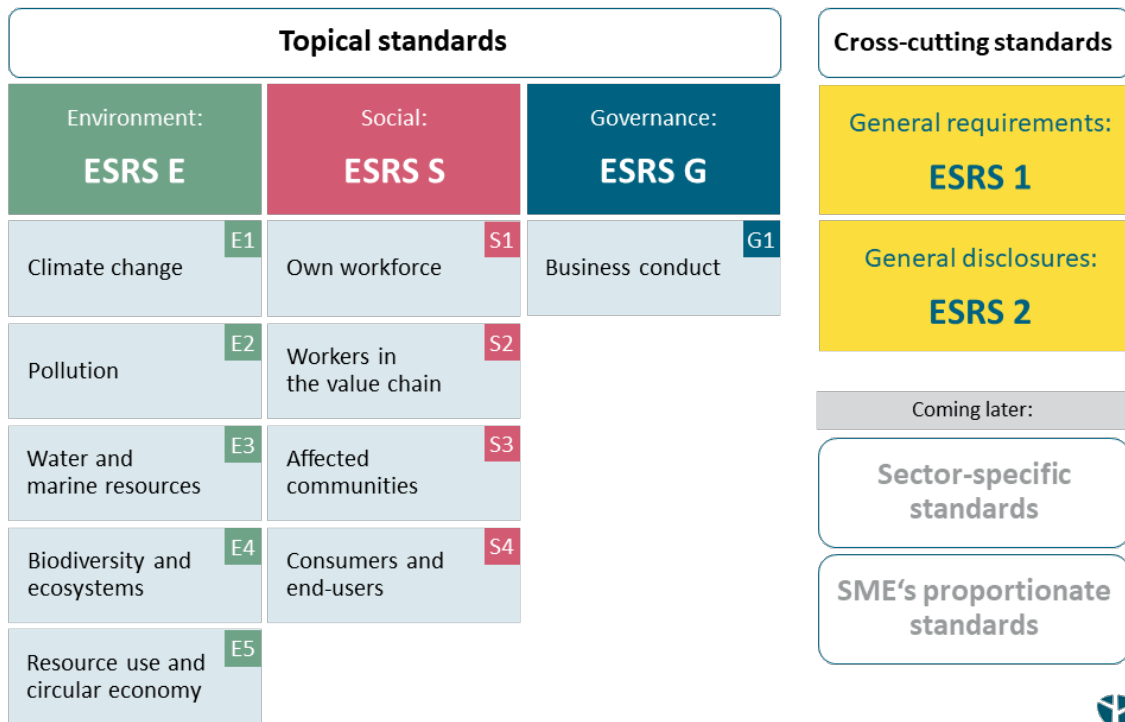 Topical standards
Cross-cutting standards
Environment:
ESRS E
Social:
ESRS S
Governance:
ESRS G
General requirements:
ESRS 1
E1
Climate change
S1
Own workforce
G1
Business conduct
General disclosures:
ESRS 2
E2
Pollution
S2
Workers in
the value chain
Coming later:
E3
Water and
marine resources
S3
Affected
communities
Sector-specific
standards
E4
Biodiversity and
ecosystems
S4
Consumers and
end-users
SME‘s proportionate
standards
E5
Resource use and
circular economy